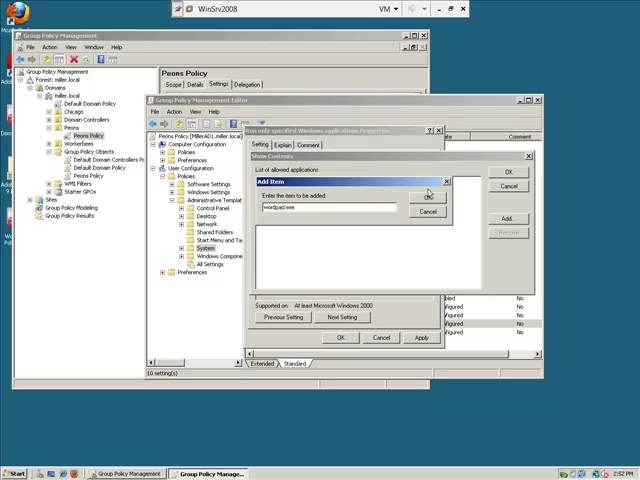 WinSrv2008
VM
Group Policy Management
File Action View Window Help
Group Policy Management
Forest: miller.local
Domains
miller.local
Default Domain Policy
Chicago
Domain Controllers
Peons
Peons Policy
Workerbees
Group Policy Objects
Default Domain Controllers Po
Default Domain Policy
Peons Policy
WMI Filters
Starter GPOs
Sites
Group Policy Modeling
Group Policy Results
Peons Policy
Scope Details Settings Delegation
Group Policy Management Editor
File Action View Help
Peons Policy [MillerAD1.miller.local]
Computer Configuration
Policies
Preferences
User Configuration
Policies
Software Settings
Windows Settings
Administrative Templat
Control Panel
Desktop
Network
Shared Folders
Start Menu and Ta
System
Windows Compone
All Settings
Preferences
Comment
No
No
No
No
No
Extended Standard
10 setting(s)
Run only specified Windows applications Properties
Setting Explain Comment
Supported on: At least Microsoft Windows 2000
Previous Setting Next Setting
OK Cancel Apply
Show Contents
List of allowed applications
OK
Cancel
Add...
Remove
Add Item
Enter the item to be added:
wordpad.exe
OK
Cancel
Start
Group Policy Management
Group Policy Manage...
2:52 PM